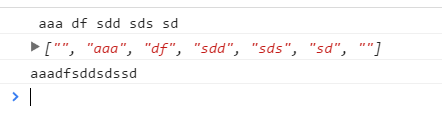 aaa df sdd sds sd
▶ ["", "aaa", "df", "sdd", "sds", "sd", ""]
aaadfsddsdssd
>